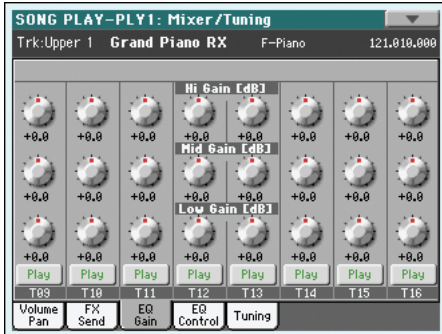 SONG PLAY-PLY1: Mixer/Tuning
Trk:Upper 1 Grand Piano RX F-Piano 121.010.000
Hi Gain [dB]
+0.0 +0.0 +0.0 +0.0 +0.0 +0.0 +0.0 +0.0
Mid Gain [dB]
+0.0 +0.0 +0.0 +0.0 +0.0 +0.0 +0.0 +0.0
Low Gain [dB]
+0.0 +0.0 +0.0 +0.0 +0.0 +0.0 +0.0 +0.0
Play Play Play Play Play Play Play Play
T09 T10 T11 T12 T13 T14 T15 T16
Volume Pan FX Send EQ Gain EQ Control Tuning